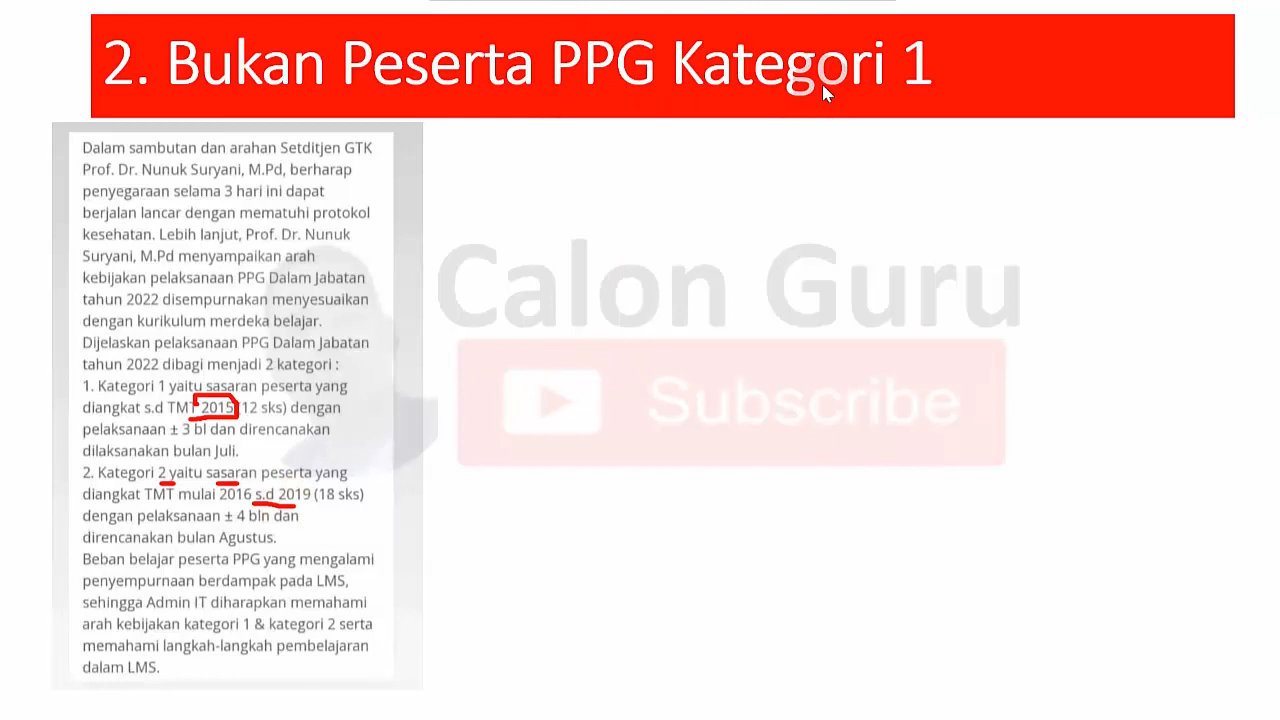 2. Bukan Peserta PPG Kategori 1
Dalam sambutan dan arahan Setditjen GTK
Prof. Dr. Nunuk Suryani, M.Pd, berharap
penyegaraan selama 3 hari ini dapat
berjalan lancar dengan mematuhi protokol
kesehatan. Lebih lanjut, Prof. Dr. Nunuk
Suryani, M.Pd menyampaikan arah
kebijakan pelaksanaan PPG Dalam Jabatan
tahun 2022 disempurnakan menyesuaikan
dengan kurikulum merdeka belajar.
Dijelaskan pelaksanaan PPG Dalam Jabatan
tahun 2022 dibagi menjadi 2 kategori :
1. Kategori 1 yaitu sasaran peserta yang
diangkat s.d TMT 2015 (12 sks) dengan
pelaksanaan ± 3 bl dan direncanakan
dilaksanakan bulan Juli.
2. Kategori 2 yaitu sasaran peserta yang
diangkat TMT mulai 2016 s.d 2019 (18 sks)
dengan pelaksanaan ± 4 bln dan
direncanakan bulan Agustus.
Beban belajar peserta PPG yang mengalami
penyempurnaan berdampak pada LMS,
sehingga Admin IT diharapkan memahami
arah kebijakan kategori 1 & kategori 2 serta
memahami langkah-langkah pembelajaran
dalam LMS.
Calon Guru
Subscribe